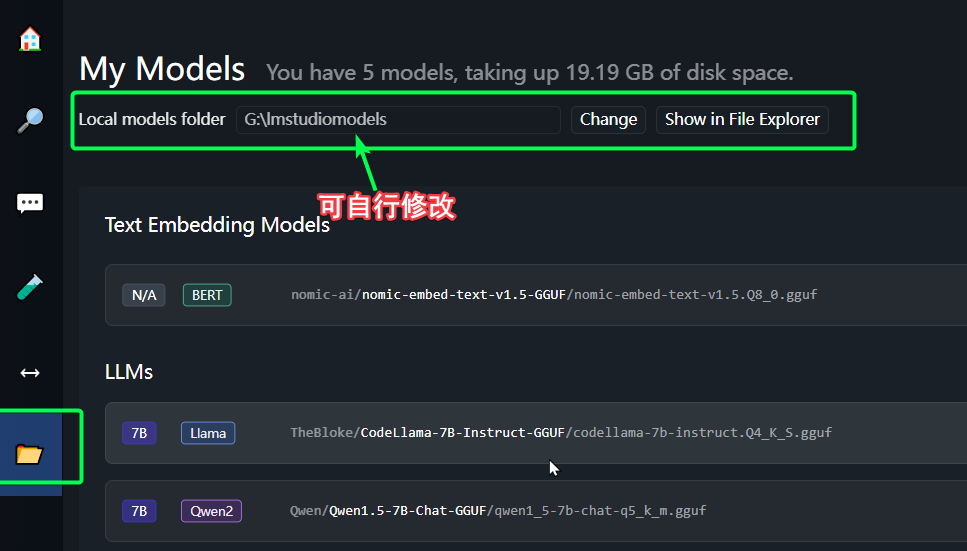 My Models You have 5 models, taking up 19.19 GB of disk space.
Local models folder G:\lmstudiomodels Change Show in File Explorer
可自行修改
Text Embedding Models
N/A BERT nomic-ai/nomic-embed-text-v1.5-GGUF/nomic-embed-text-v1.5.Q8_0.gguf
LLMs
7B Llama TheBloke/CodeLlama-7B-Instruct-GGUF/codellama-7b-instruct.Q4_K_S.gguf
7B Qwen2 Qwen/Qwen1.5-7B-Chat-GGUF/qwen1_5-7b-chat-q5_k_m.gguf